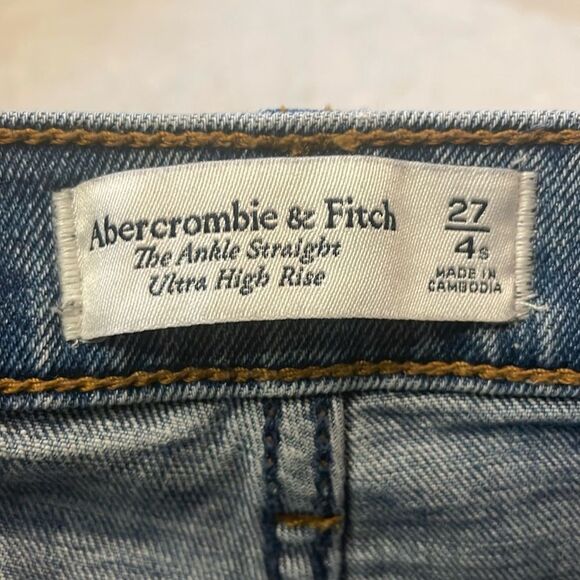 Abercrombie & Fitch
The Ankle Straight
Ultra High Rise
27
4s
MADE IN
CAMBODIA